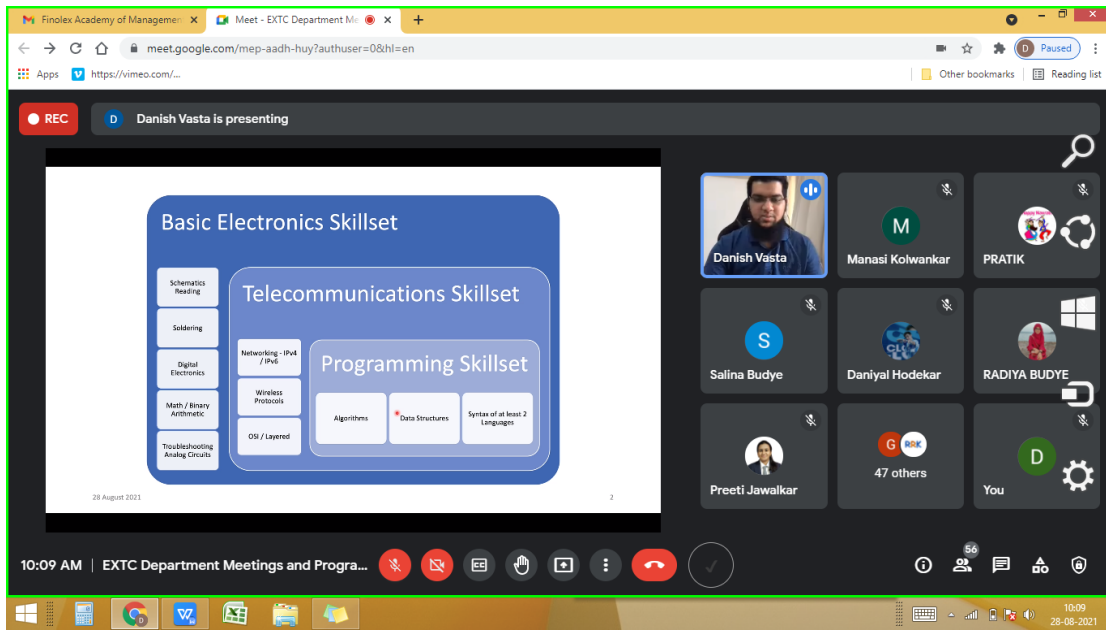 Finolex Academy of Managemen
Meet - EXTC Department Me
meet.google.com/mep-aadh-huy?authuser=0&hl=en
D
Paused
Apps
https://vimeo.com/...
Other bookmarks
Reading list
REC
D
Danish Vasta is presenting
Basic Electronics Skillset
Schematics
Reading
Soldering
Digital
Electronics
Math / Binary
Arithmetic
Troubleshooting
Analog Circuits
Telecommunications Skillset
Networking - IPv4
/ IPv6
Wireless
Protocols
OSI / Layered
Programming Skillset
Algorithms
Data Structures
Syntax of at least 2
Languages
28 August 2021
2
Danish Vasta
M
Manasi Kolwankar
PRATIK
S
Salina Budye
Daniyal Hodekar
RADIYA BUDYE
Preeti Jawalkar
G
RRK
47 others
D
You
10:09 AM | EXTC Department Meetings and Progra...
CC
56
10:09
28-08-2021